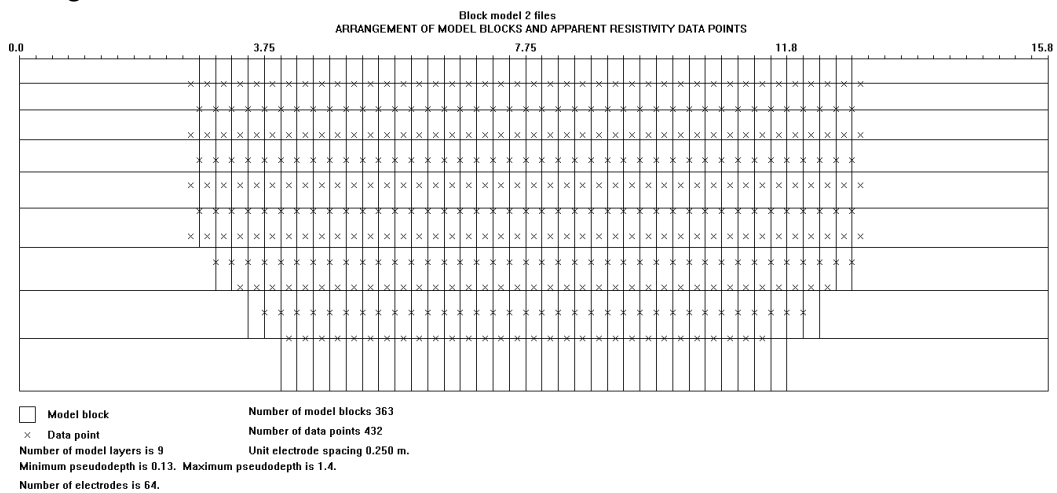 Block model 2 files
ARRANGEMENT OF MODEL BLOCKS AND APPARENT RESISTIVITY DATA POINTS
0.0 3.75 7.75 11.8 15.8
Model block Number of model blocks 363
× Data point Number of data points 432
Number of model layers is 9 Unit electrode spacing 0.250 m.
Minimum pseudodepth is 0.13. Maximum pseudodepth is 1.4.
Number of electrodes is 64.